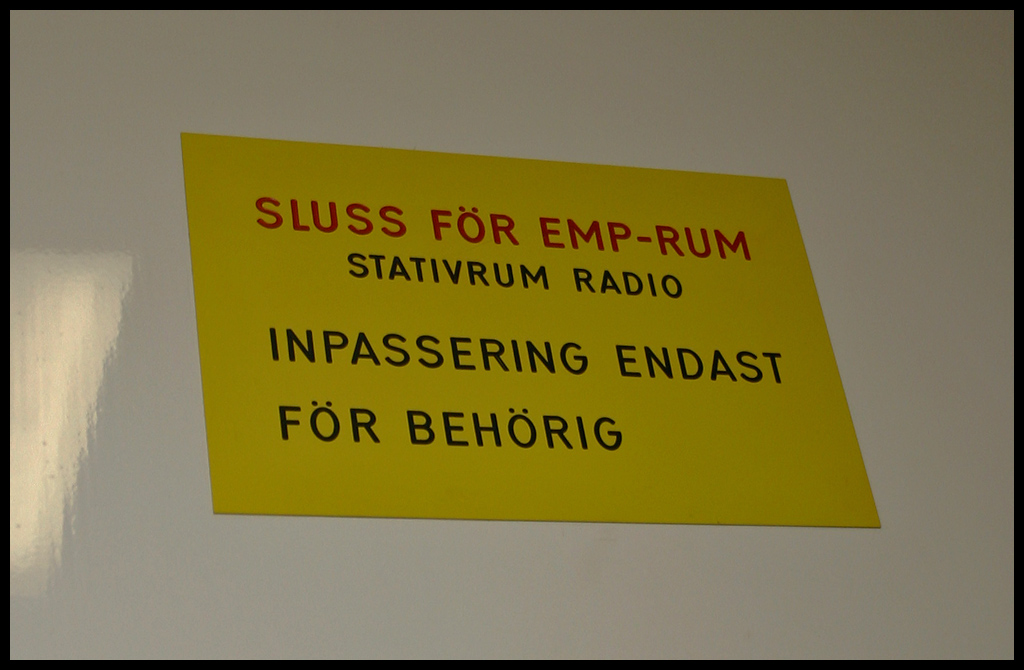 SLUSS FÖR EMP-RUM
STATIVRUM RADIO
INPASSERING ENDAST
FÖR BEHÖRIG